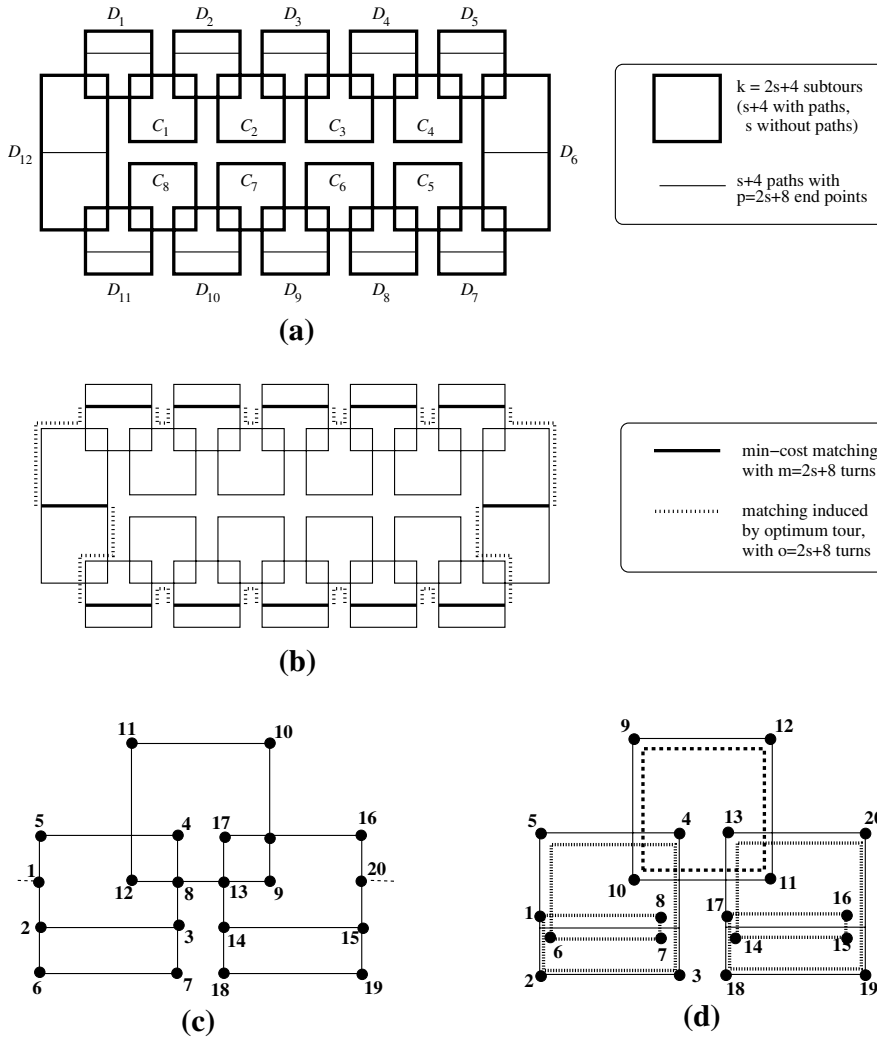 D1 D2 D3 D4 D5
k = 2s+4 subtours
(s+4 with paths,
s without paths)
C1 C2 C3 C4
D12 D6
C8 C7 C6 C5
s+4 paths with
p=2s+8 end points
D11 D10 D9 D8 D7
(a)
min−cost matching
with m=2s+8 turns
matching induced
by optimum tour,
with o=2s+8 turns
(b)
11 10
5 4 17 16
1 12 8 13 9 20
2 3 14 15
6 7 18 19
(c)
9 12
5 4 13 20
10 11
1 8 17 16
6 7 14 15
2 3 18 19
(d)